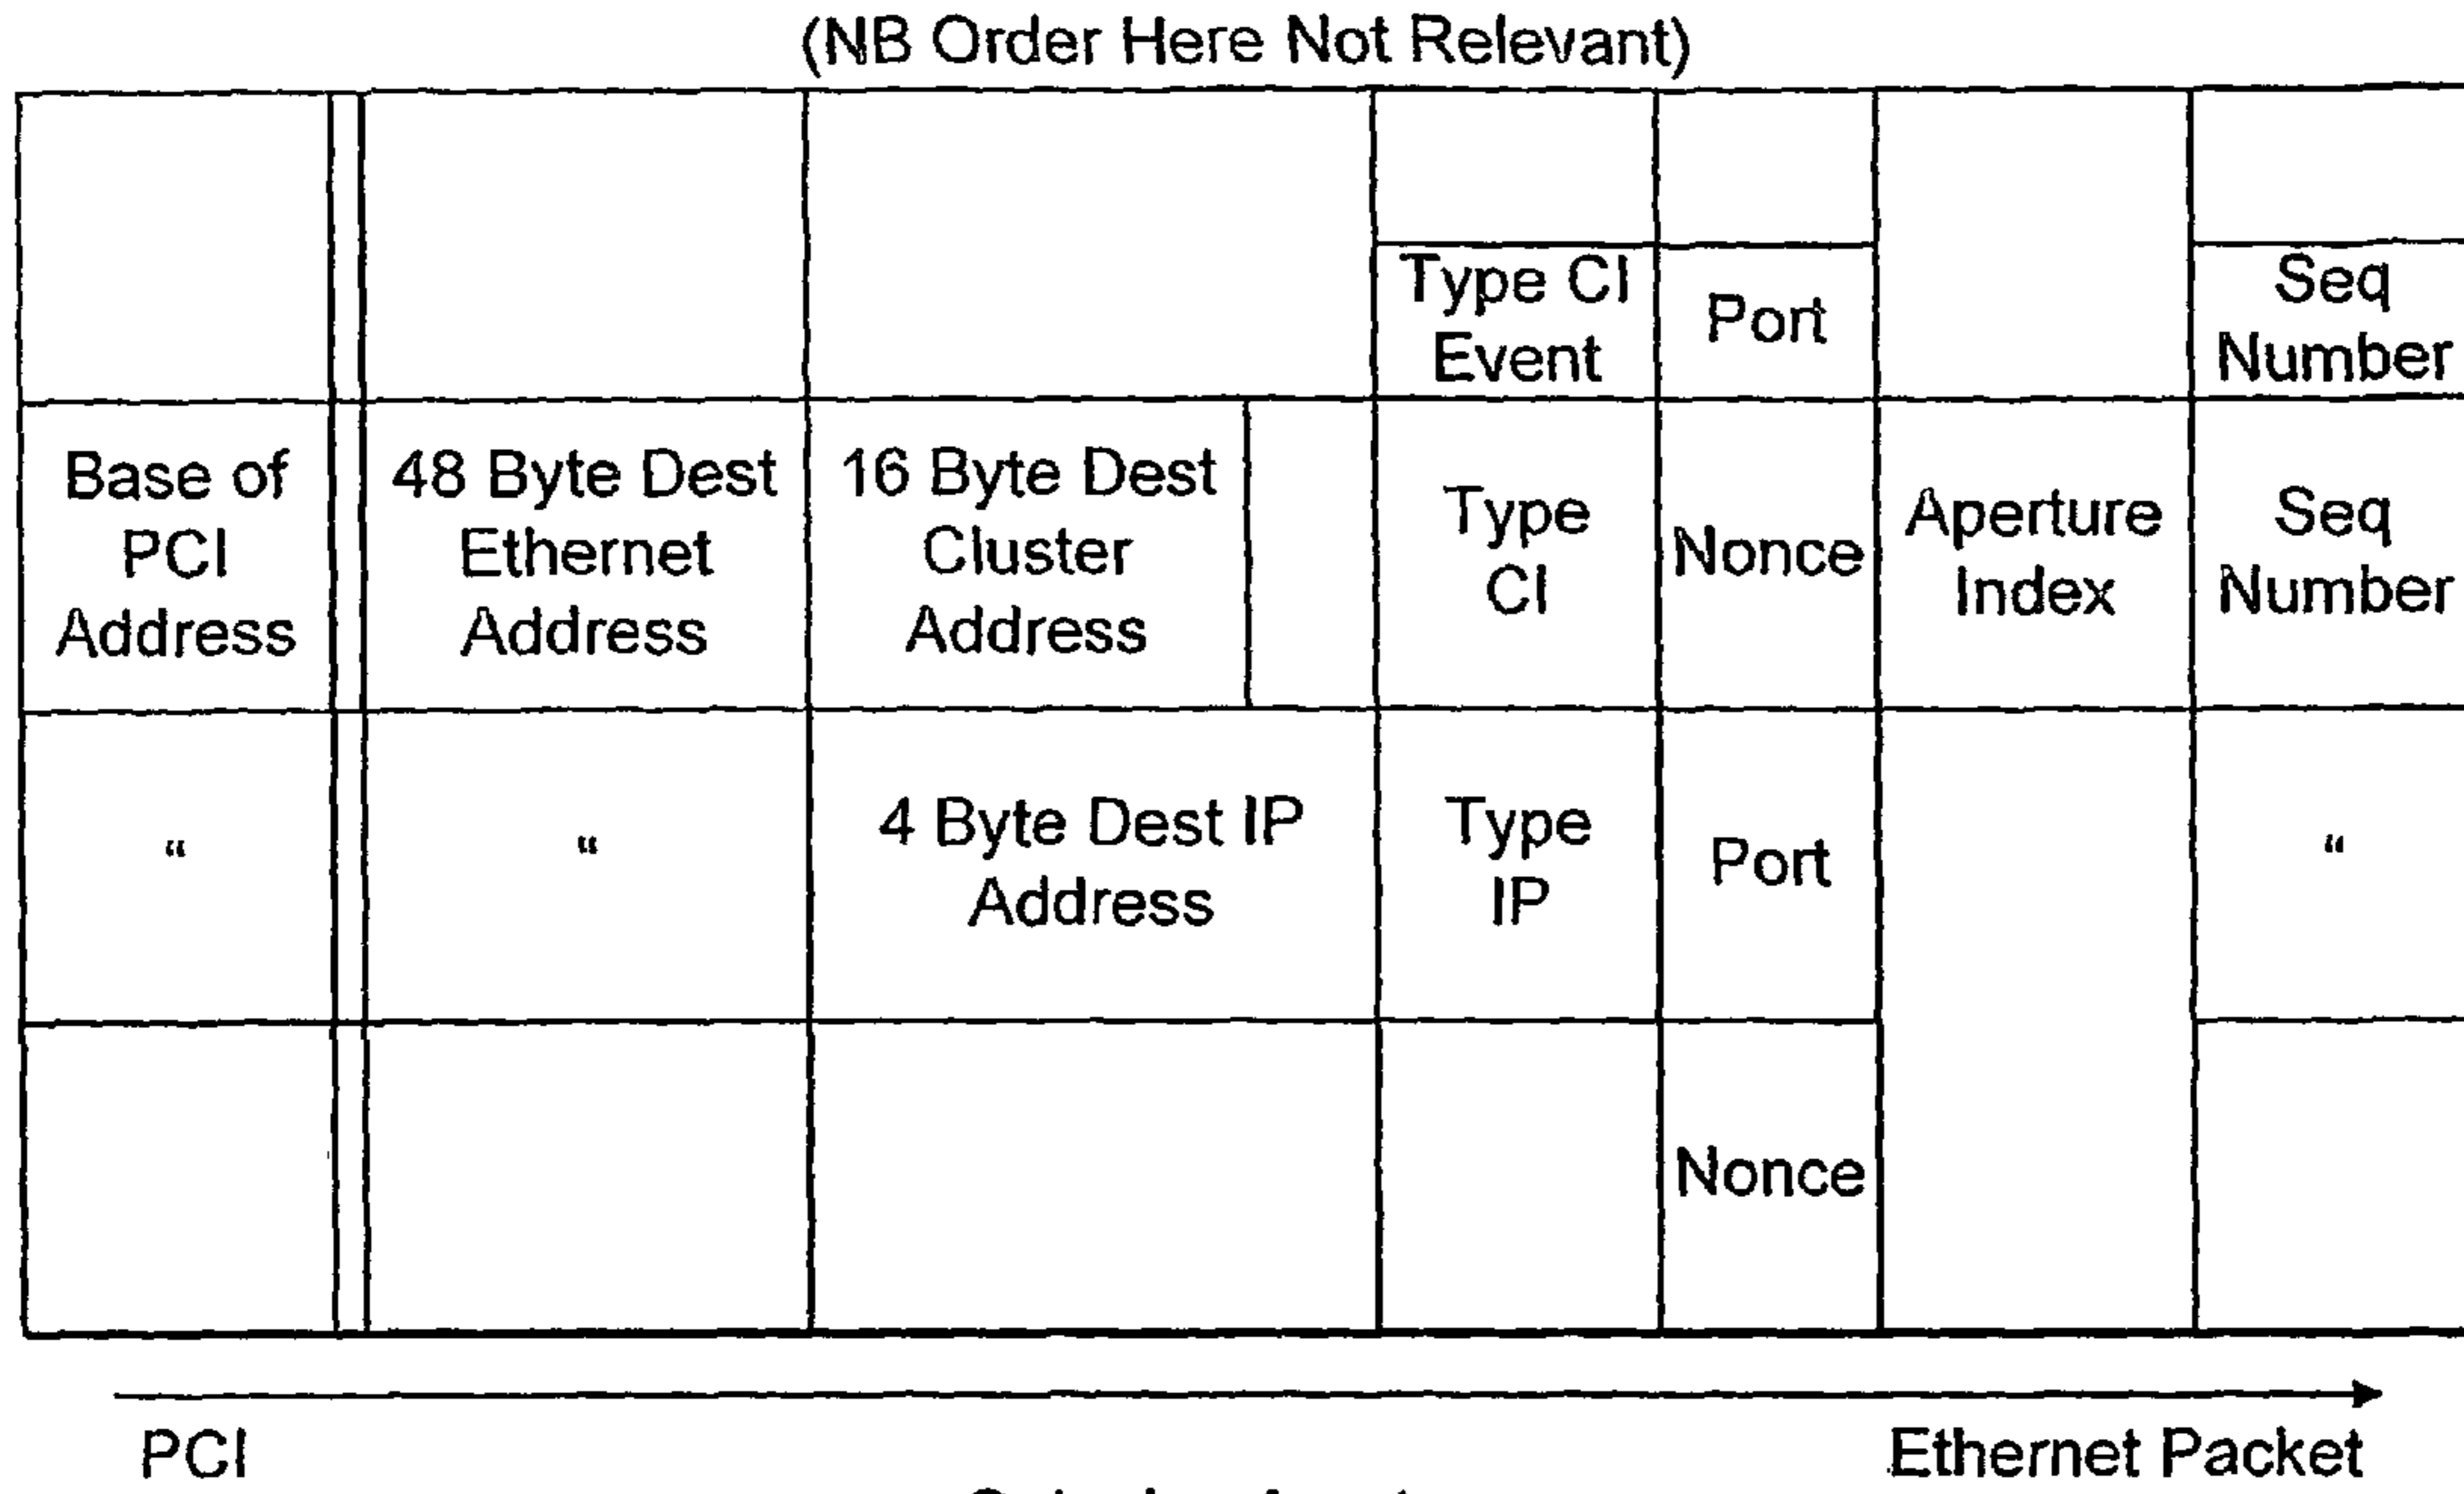 (NB Order Here Not Relevant)
Type CI
Event
Port
Seq
Number
Base of
PCI
Address
48 Byte Dest
Ethernet
Address
16 Byte Dest
Cluster
Address
Type
CI
Nonce
Aperture
Index
Seq
Number
“
“
4 Byte Dest IP
Address
Type
IP
Port
“
Nonce
PCI
Ethernet Packet